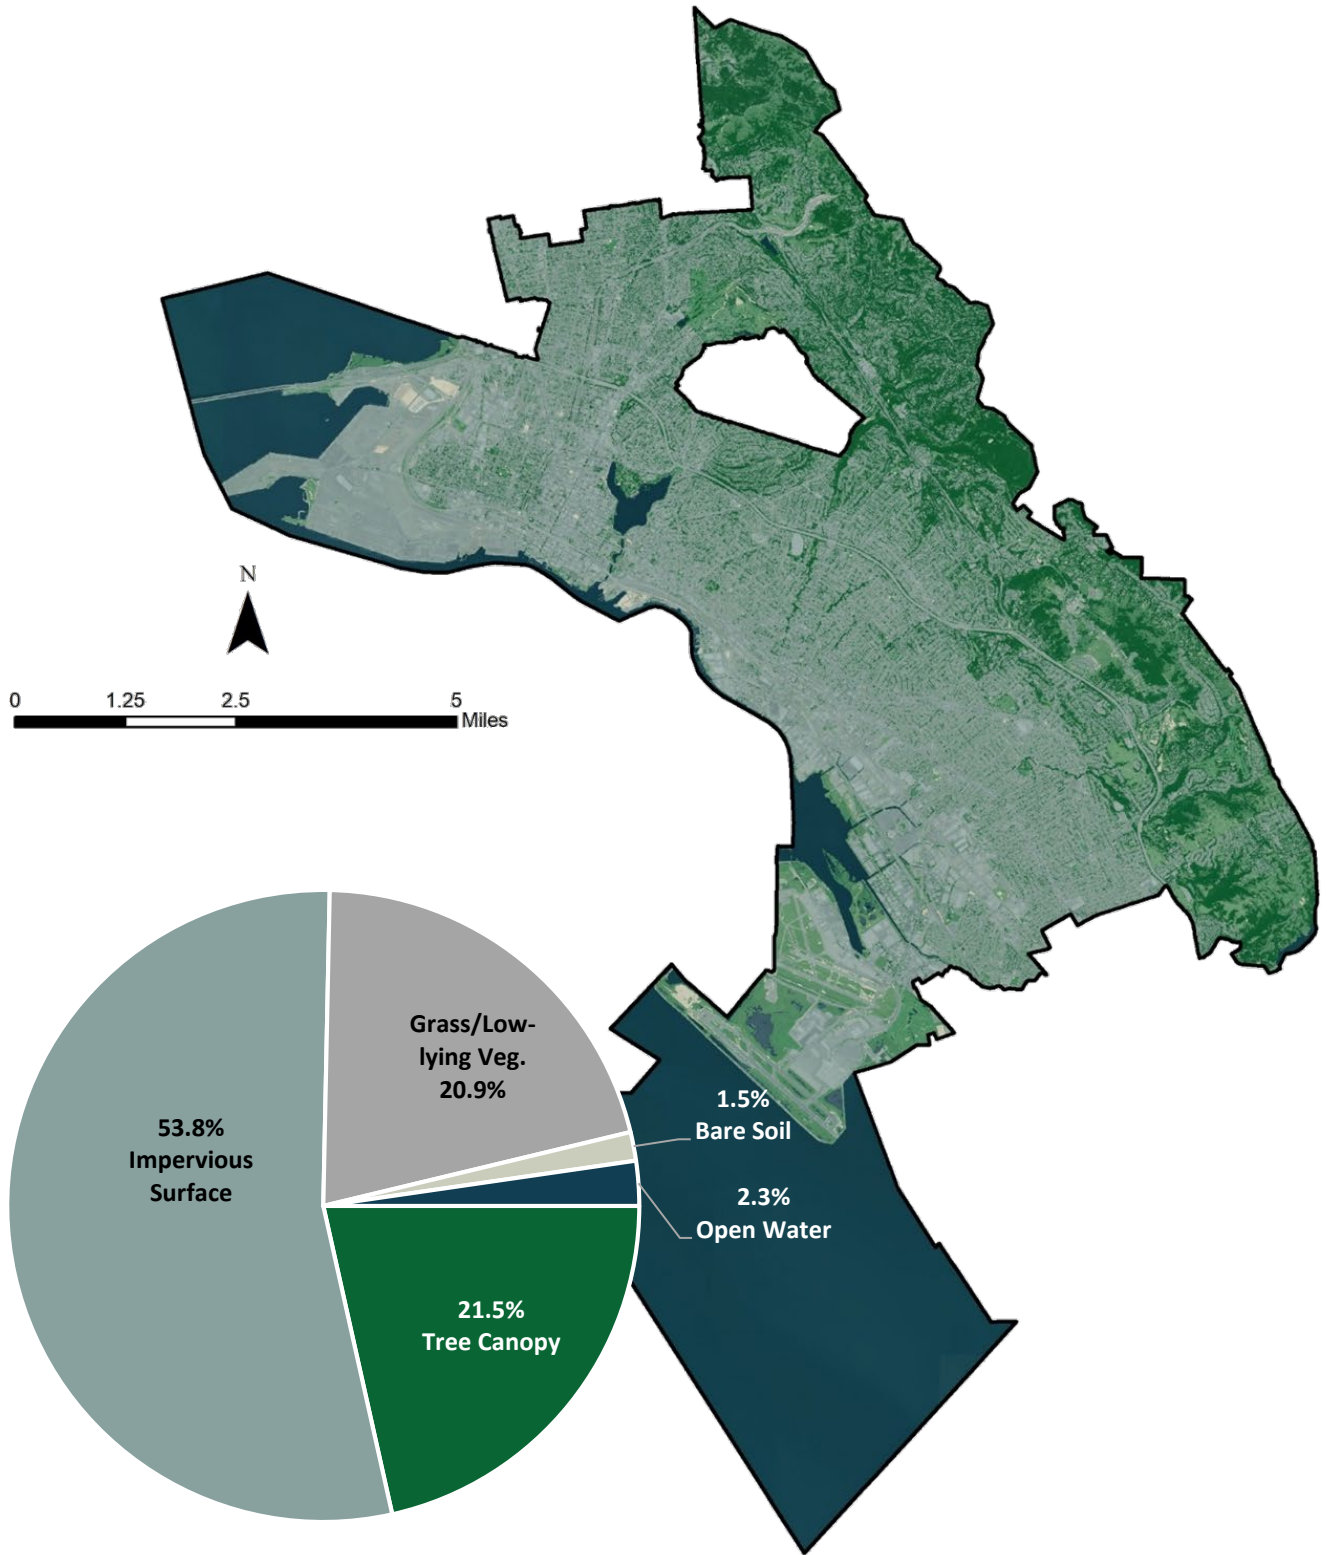 N
0 1.25 2.5 5
Miles
Grass/Low-
lying Veg.
20.9%
53.8%
Impervious
Surface
1.5%
Bare Soil
2.3%
Open Water
21.5%
Tree Canopy